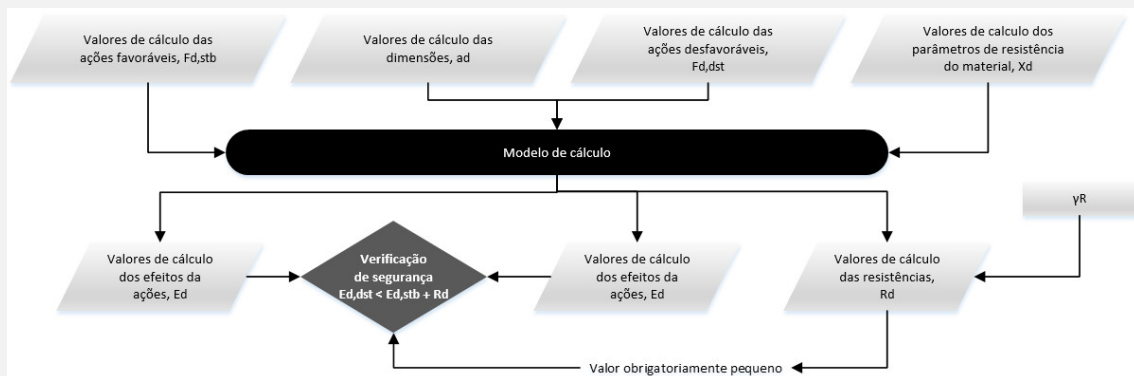 Valores de cálculo das
ações favoráveis, Fd,stb
Valores de cálculo das
dimensões, ad
Valores de cálculo das
ações desfavoráveis,
Fd,dst
Valores de calculo dos
parâmetros de resistência
do material, Xd
Modelo de cálculo
γR
Valores de cálculo
dos efeitos da
ações, Ed
Verificação
de segurança
Ed,dst < Ed,stb + Rd
Valores de cálculo
dos efeitos da
ações, Ed
Valores de cálculo
das resistências,
Rd
Valor obrigatoriamente pequeno